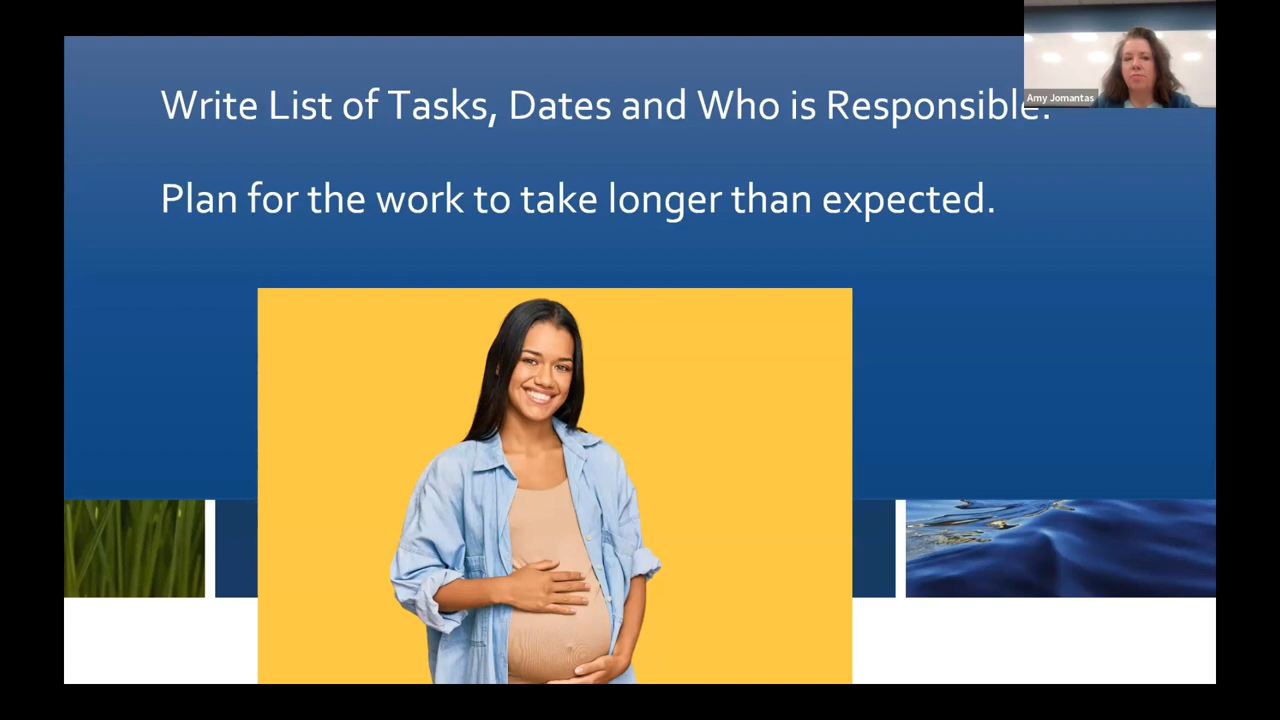 Write List of Tasks, Dates and Who is Responsible.
Plan for the work to take longer than expected.
Amy Jomantas